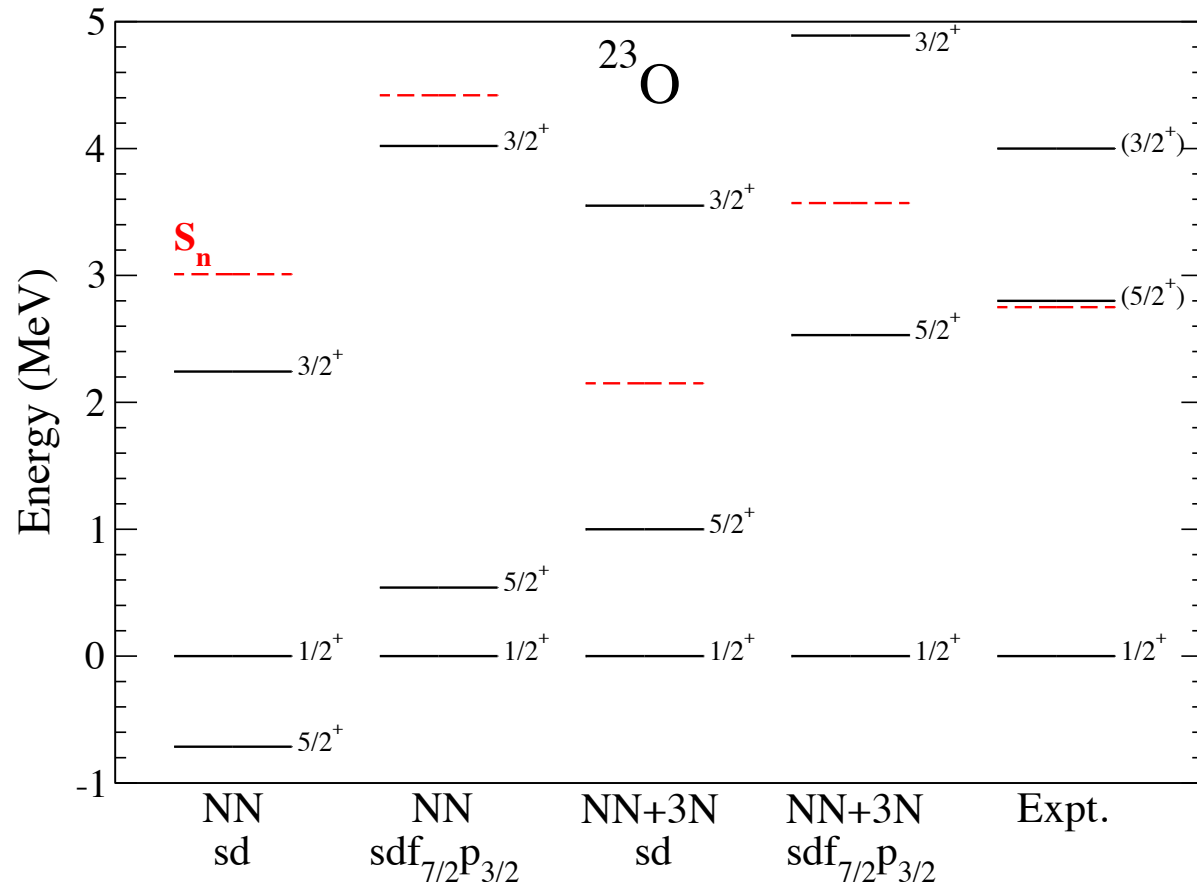 ²³O
Energy (MeV)
5
4
3
2
1
0
-1
Sₙ
3/2⁺
1/2⁺
5/2⁺
3/2⁺
5/2⁺
1/2⁺
3/2⁺
5/2⁺
1/2⁺
3/2⁺
5/2⁺
1/2⁺
(3/2⁺)
(5/2⁺)
1/2⁺
NN
sd
NN
sdf7/2p3/2
NN+3N
sd
NN+3N
sdf7/2p3/2
Expt.